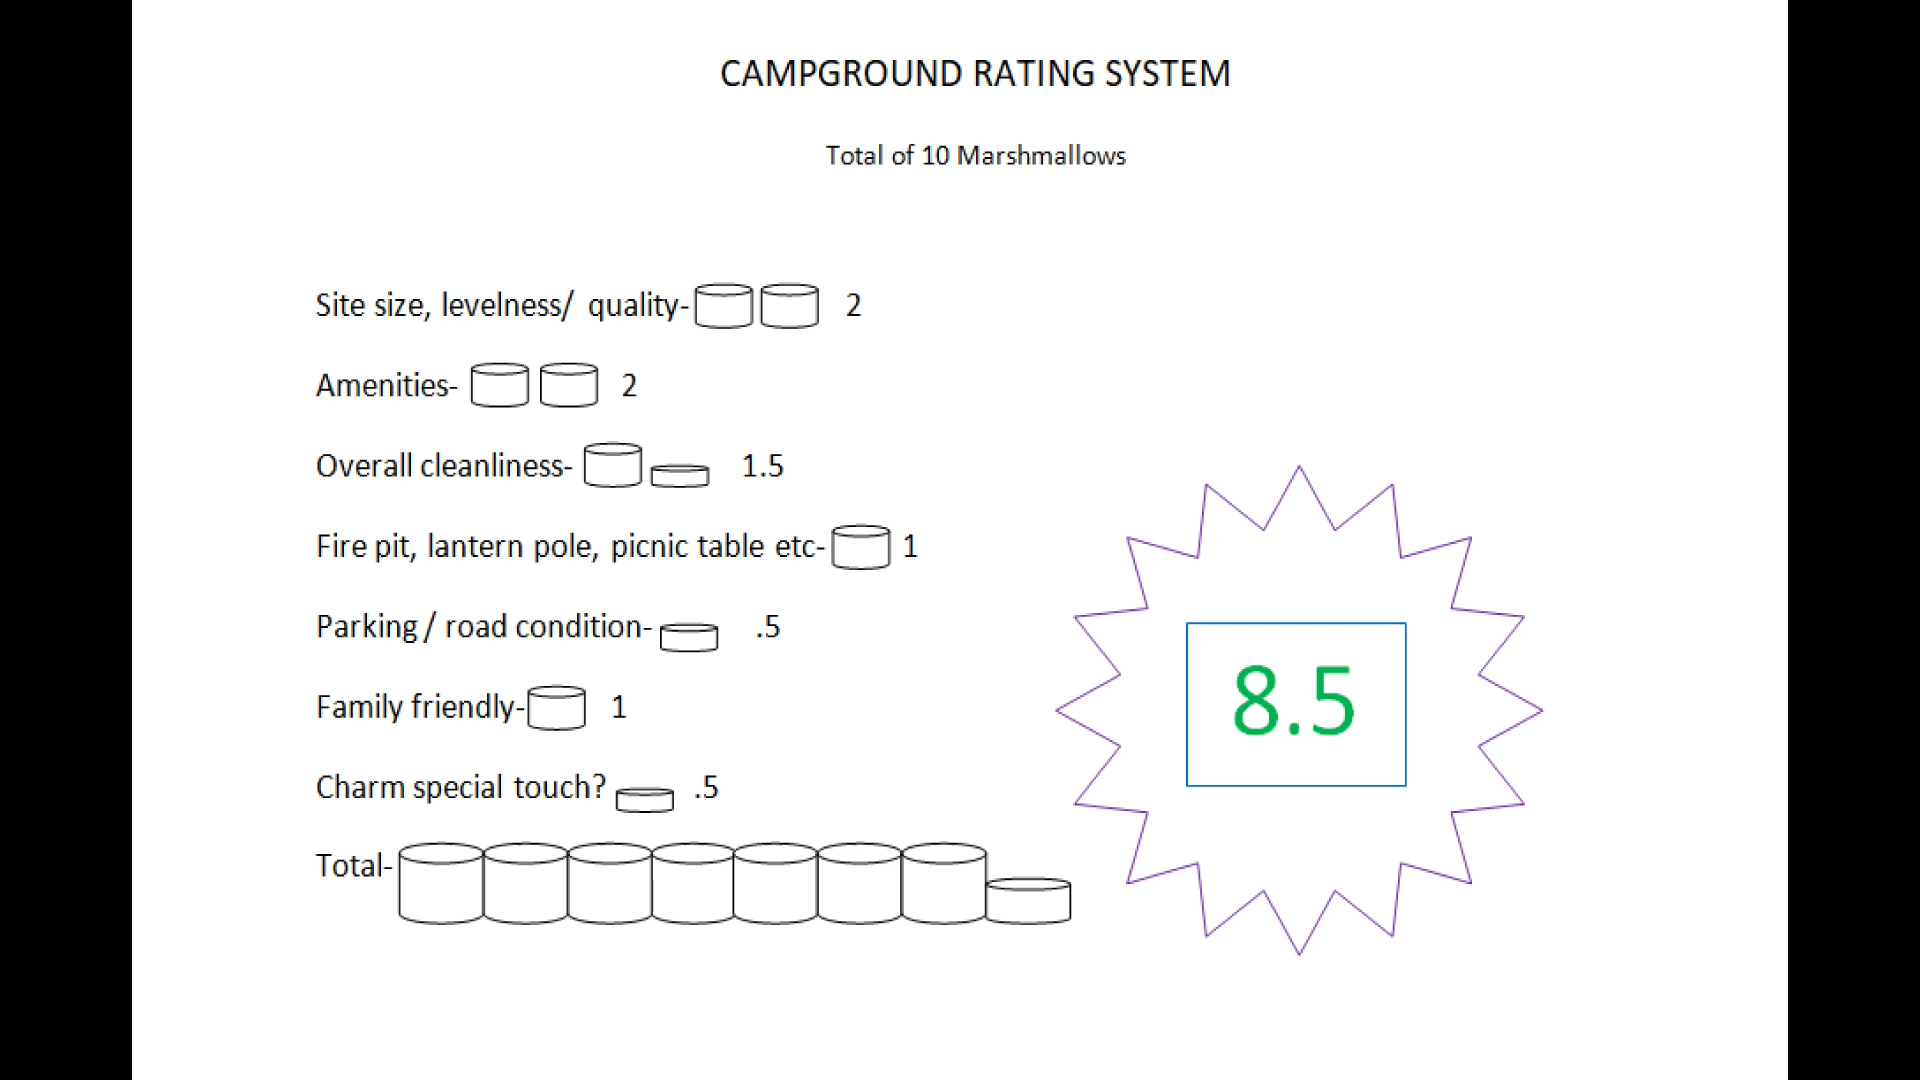 CAMPGROUND RATING SYSTEM
Total of 10 Marshmallows
Site size, levelness/ quality- 2
Amenities- 2
Overall cleanliness- 1.5
Fire pit, lantern pole, picnic table etc- 1
Parking / road condition- .5
Family friendly- 1
Charm special touch? .5
Total-
8.5